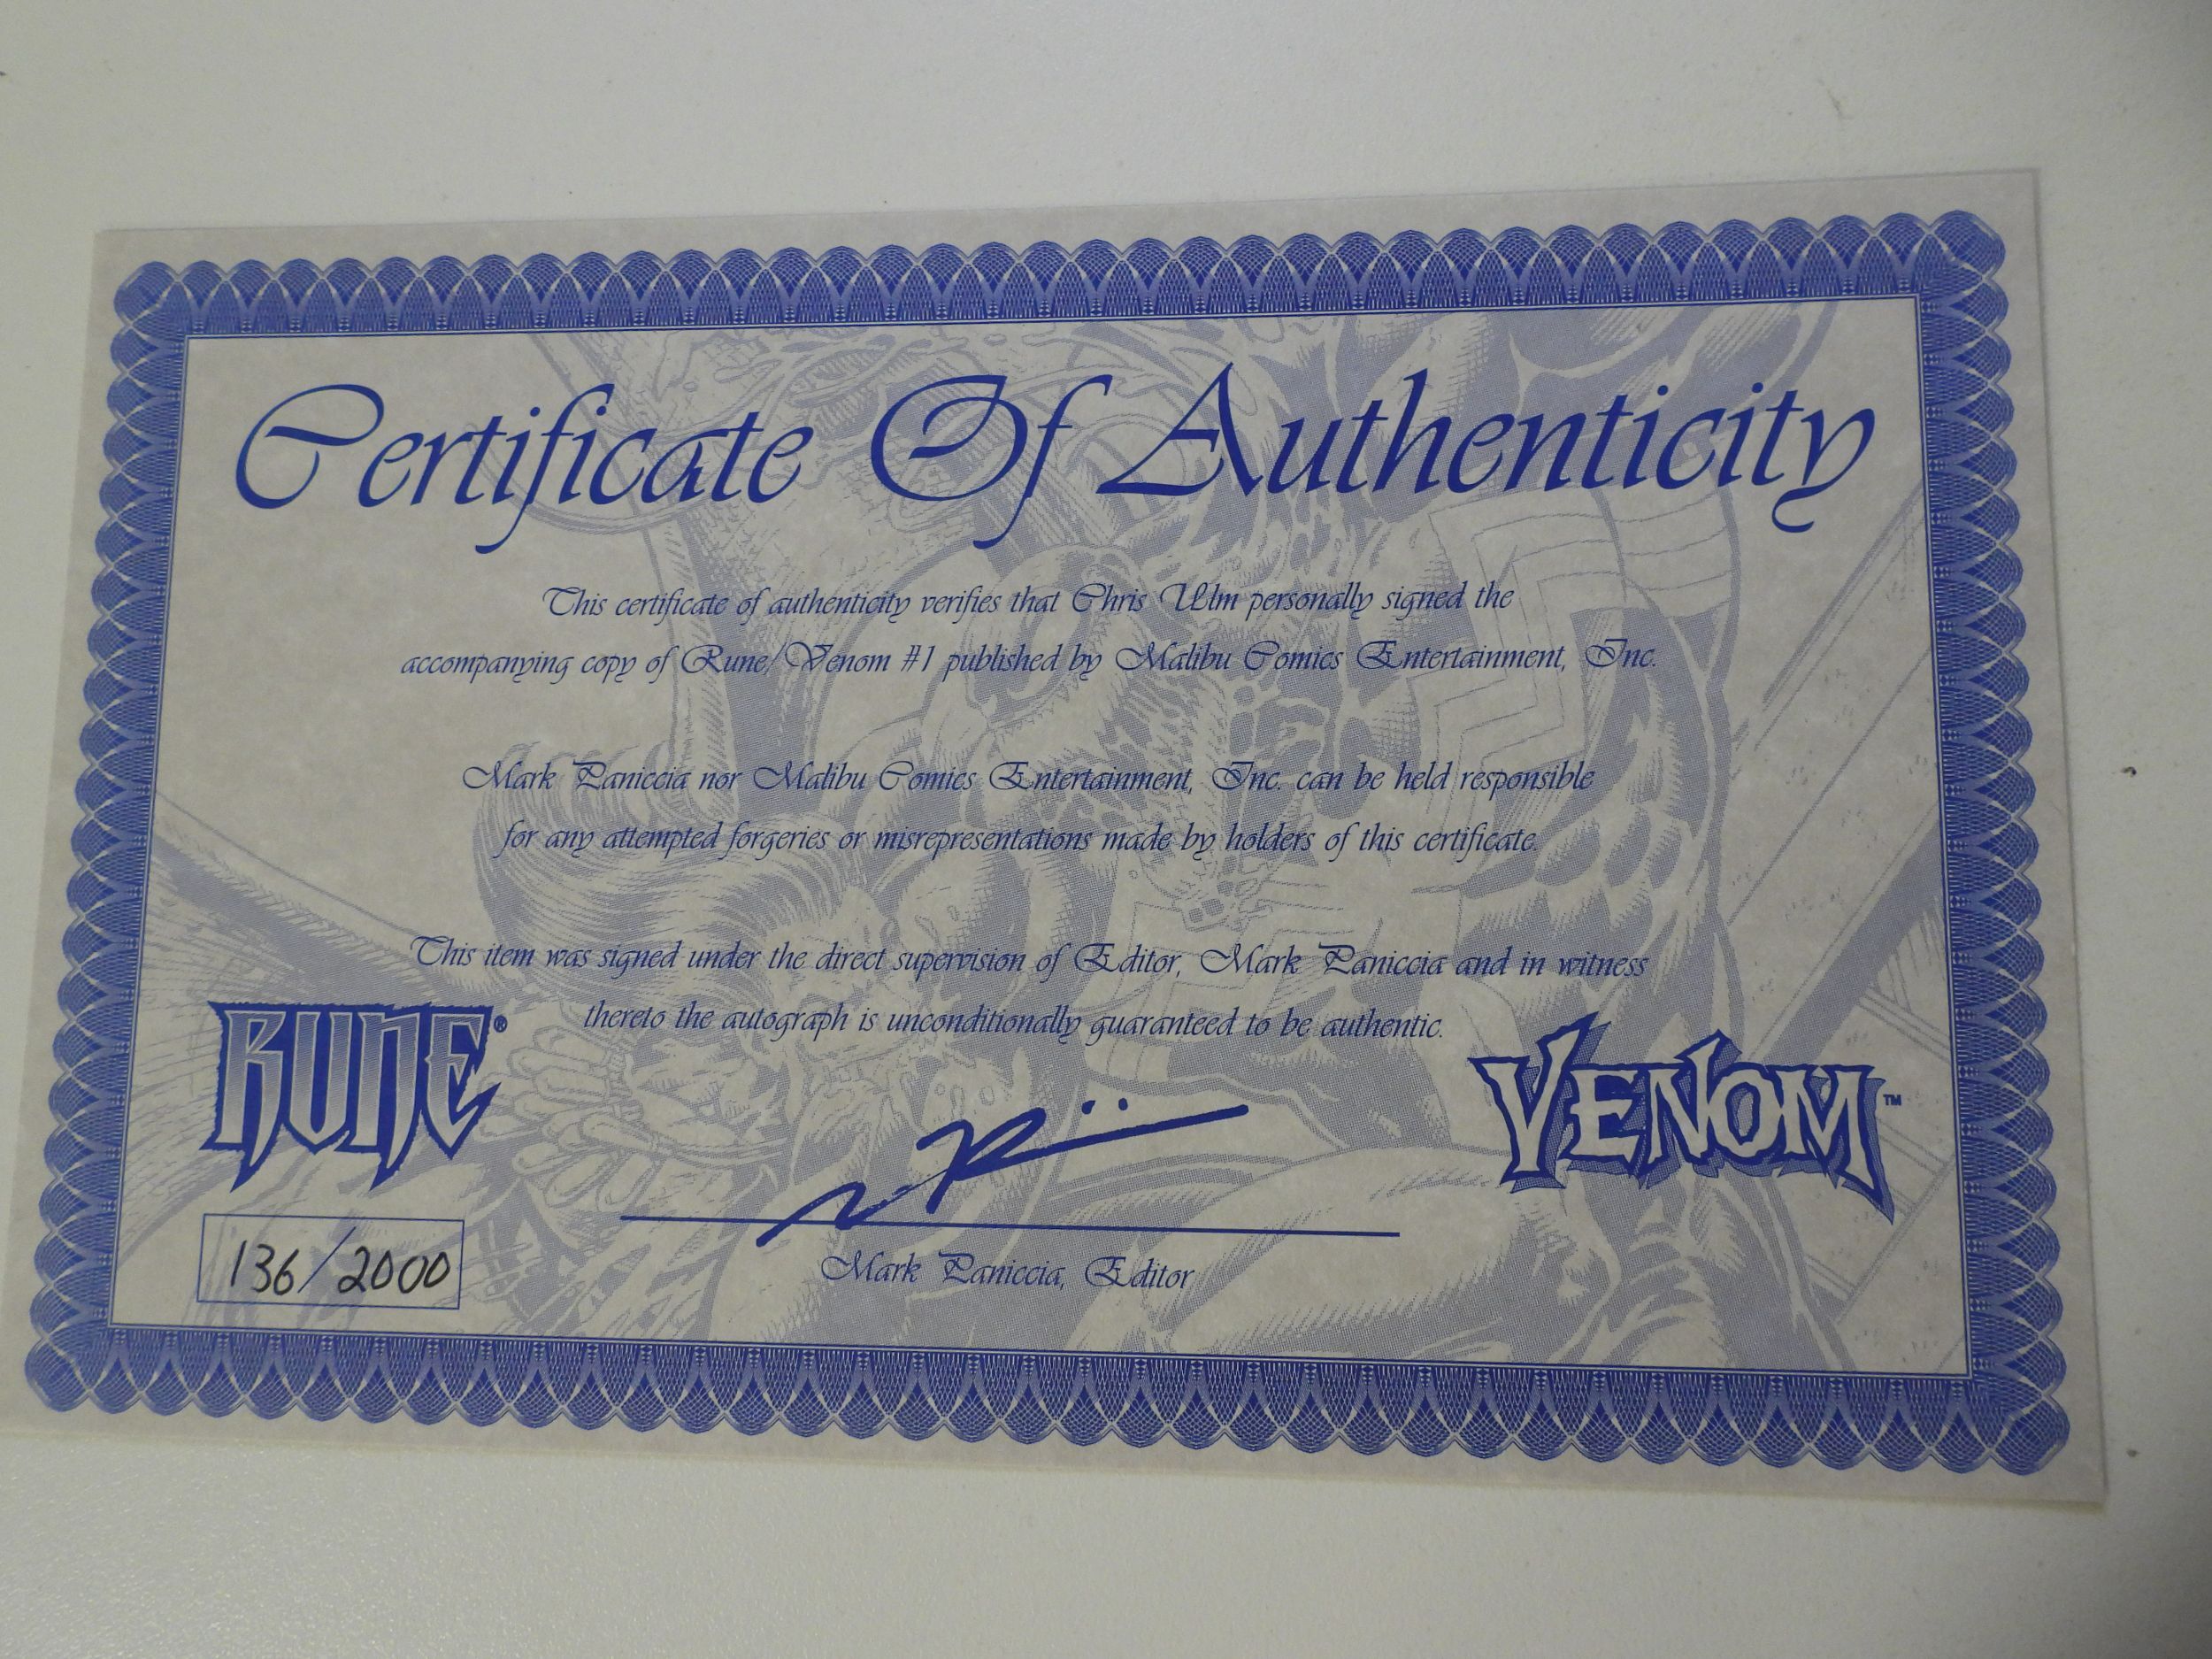 Certificate Of Authenticity
This certificate of authenticity verifies that Chris Ulm personally signed the
accompanying copy of Rune/Venom #1 published by Malibu Comics Entertainment, Inc.
Mark Paniccia nor Malibu Comics Entertainment, Inc. can be held responsible
for any attempted forgeries or misrepresentations made by holders of this certificate.
This item was signed under the direct supervision of Editor, Mark Paniccia and in witness
thereto the autograph is unconditionally guaranteed to be authentic.
RUNE®
VENOM™
136/2000
Mark Paniccia, Editor